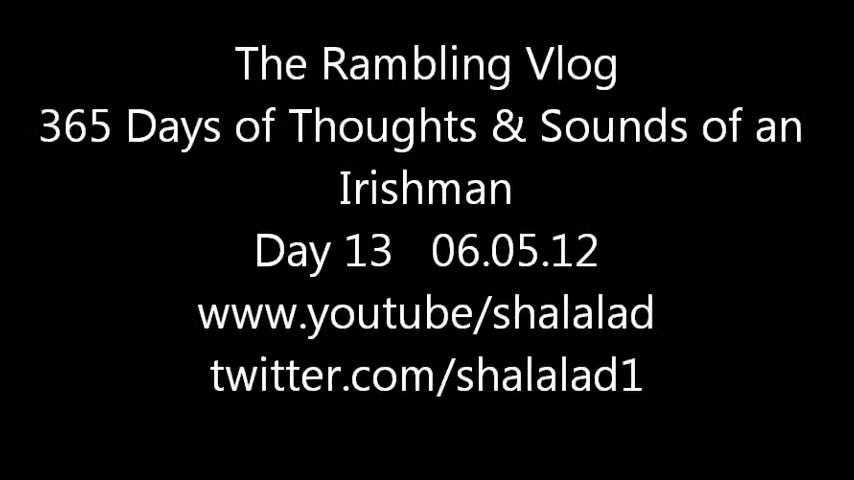 The Rambling Vlog
365 Days of Thoughts & Sounds of an
Irishman
Day 13   06.05.12
www.youtube/shalalad
twitter.com/shalalad1